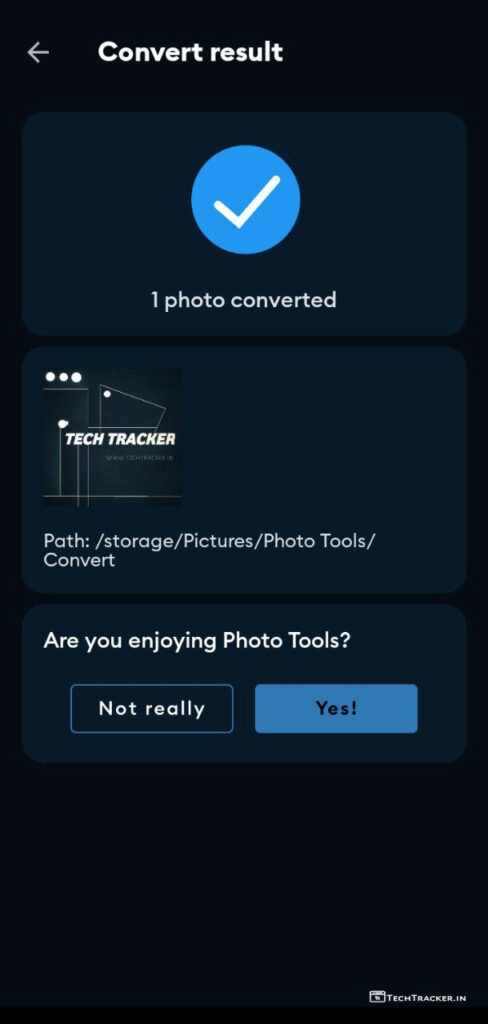 Convert result
1 photo converted
TECH TRACKER
WWW.TECHTRACKER.IN
Path: /storage/Pictures/Photo Tools/
Convert
Are you enjoying Photo Tools?
Not really
Yes!
TECHTRACKER.IN